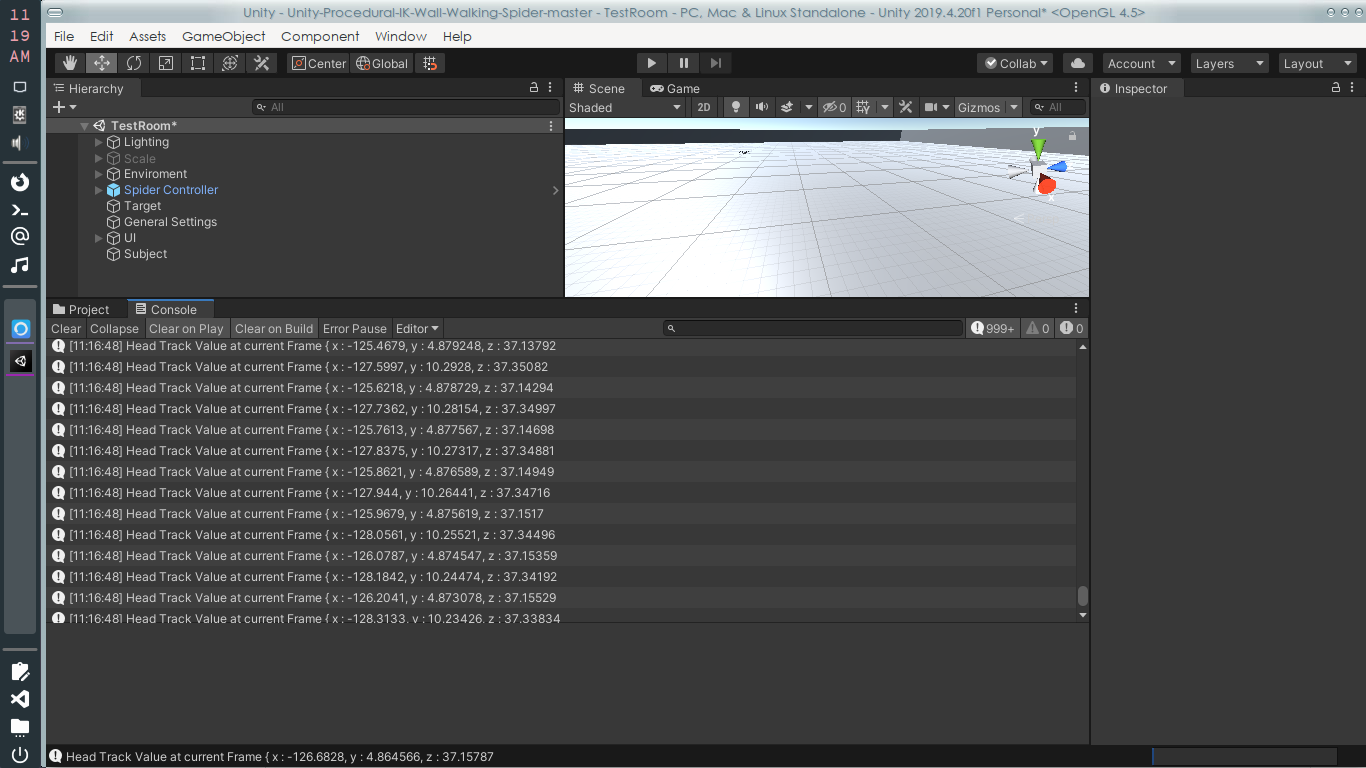 11
19
AM
Unity - Unity-Procedural-IK-Wall-Walking-Spider-master - TestRoom - PC, Mac & Linux Standalone - Unity 2019.4.20f1 Personal* <OpenGL 4.5>
File Edit Assets GameObject Component Window Help
Center Global Collab Account Layers Layout
Hierarchy
All
TestRoom*
Lighting
Scale
Enviroment
Spider Controller
Target
General Settings
UI
Subject
Scene Game
Shaded 2D 0 Gizmos All
y
x
Inspector
Project Console
Clear Collapse Clear on Play Clear on Build Error Pause Editor 999+ 0 0
[11:16:48] Head Track Value at current Frame { x : -125.4679, y : 4.879248, z : 37.13792
[11:16:48] Head Track Value at current Frame { x : -127.5997, y : 10.2928, z : 37.35082
[11:16:48] Head Track Value at current Frame { x : -125.6218, y : 4.878729, z : 37.14294
[11:16:48] Head Track Value at current Frame { x : -127.7362, y : 10.28154, z : 37.34997
[11:16:48] Head Track Value at current Frame { x : -125.7613, y : 4.877567, z : 37.14698
[11:16:48] Head Track Value at current Frame { x : -127.8375, y : 10.27317, z : 37.34881
[11:16:48] Head Track Value at current Frame { x : -125.8621, y : 4.876589, z : 37.14949
[11:16:48] Head Track Value at current Frame { x : -127.944, y : 10.26441, z : 37.34716
[11:16:48] Head Track Value at current Frame { x : -125.9679, y : 4.875619, z : 37.1517
[11:16:48] Head Track Value at current Frame { x : -128.0561, y : 10.25521, z : 37.34496
[11:16:48] Head Track Value at current Frame { x : -126.0787, y : 4.874547, z : 37.15359
[11:16:48] Head Track Value at current Frame { x : -128.1842, y : 10.24474, z : 37.34192
[11:16:48] Head Track Value at current Frame { x : -126.2041, y : 4.873078, z : 37.15529
[11:16:48] Head Track Value at current Frame { x : -128.3133, y : 10.23426, z : 37.33834
Head Track Value at current Frame { x : -126.6828, y : 4.864566, z : 37.15787